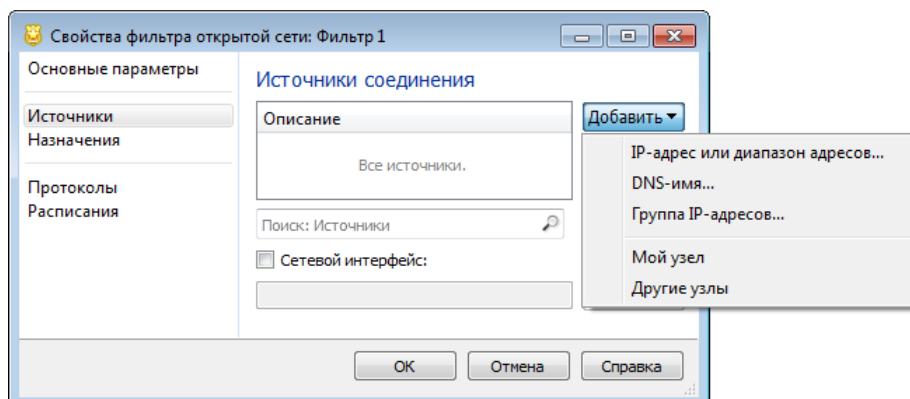 Свойства фильтра открытой сети: Фильтр 1
Основные параметры
Источники
Назначения
Протоколы
Расписания
Источники соединения
Описание
Все источники.
Поиск: Источники
Сетевой интерфейс:
Добавить
IP-адрес или диапазон адресов...
DNS-имя...
Группа IP-адресов...
Мой узел
Другие узлы
ОК
Отмена
Справка